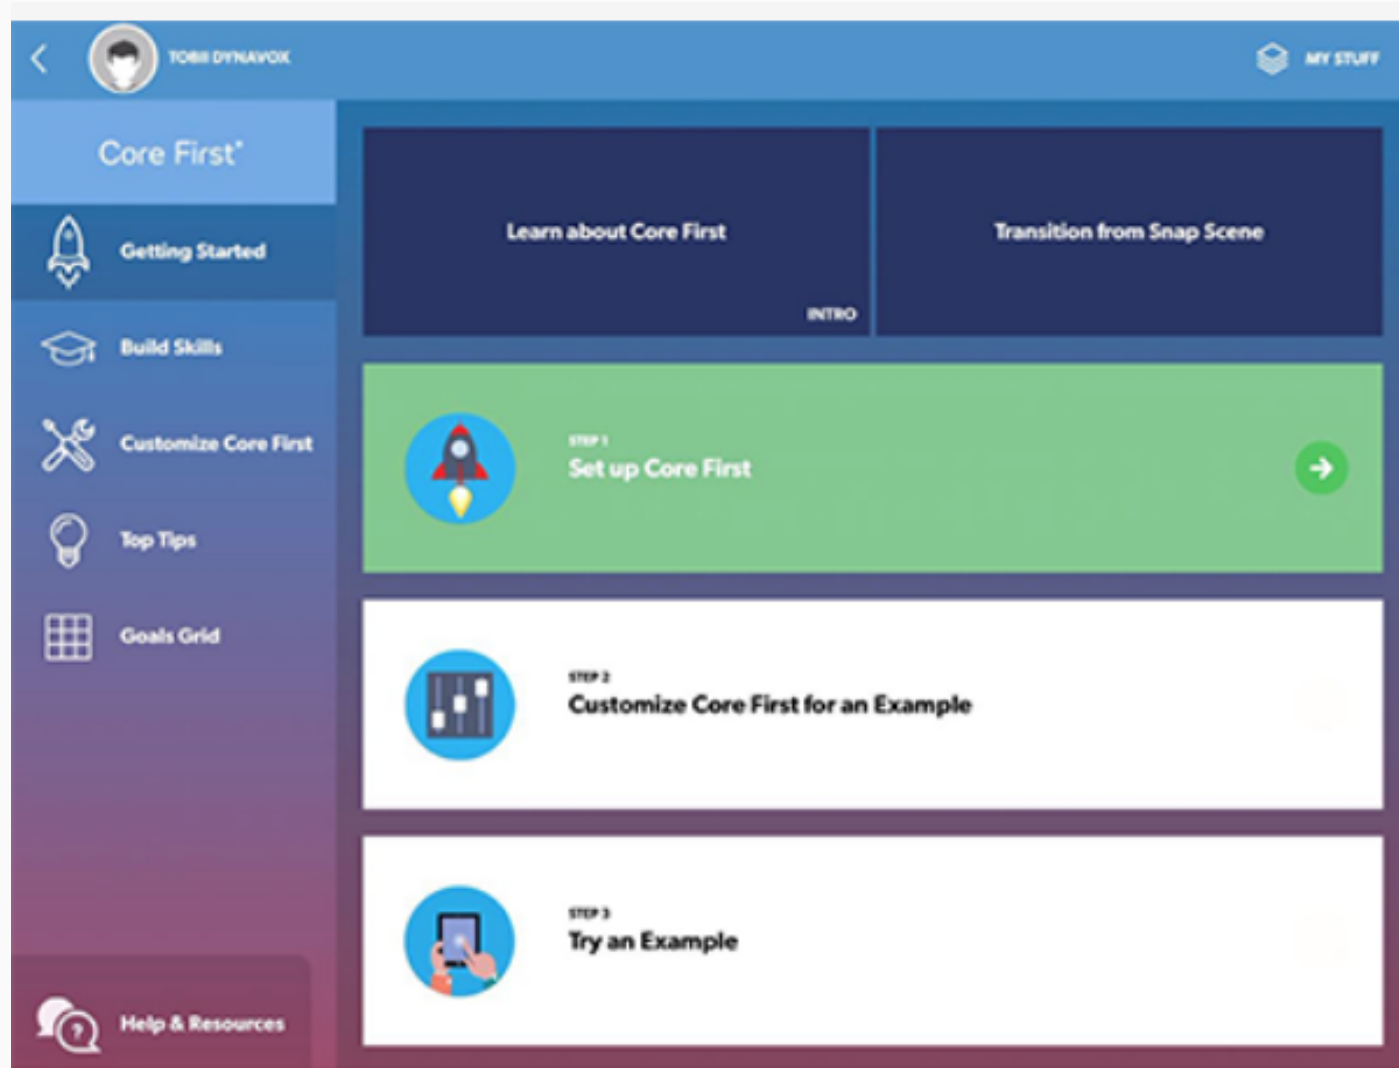 TOBII DYNAVOX
MY STUFF
Core First®
Getting Started
Build Skills
Customize Core First
Top Tips
Goals Grid
Help & Resources
Learn about Core First
INTRO
Transition from Snap Scene
STEP 1
Set up Core First
STEP 2
Customize Core First for an Example
STEP 3
Try an Example
?